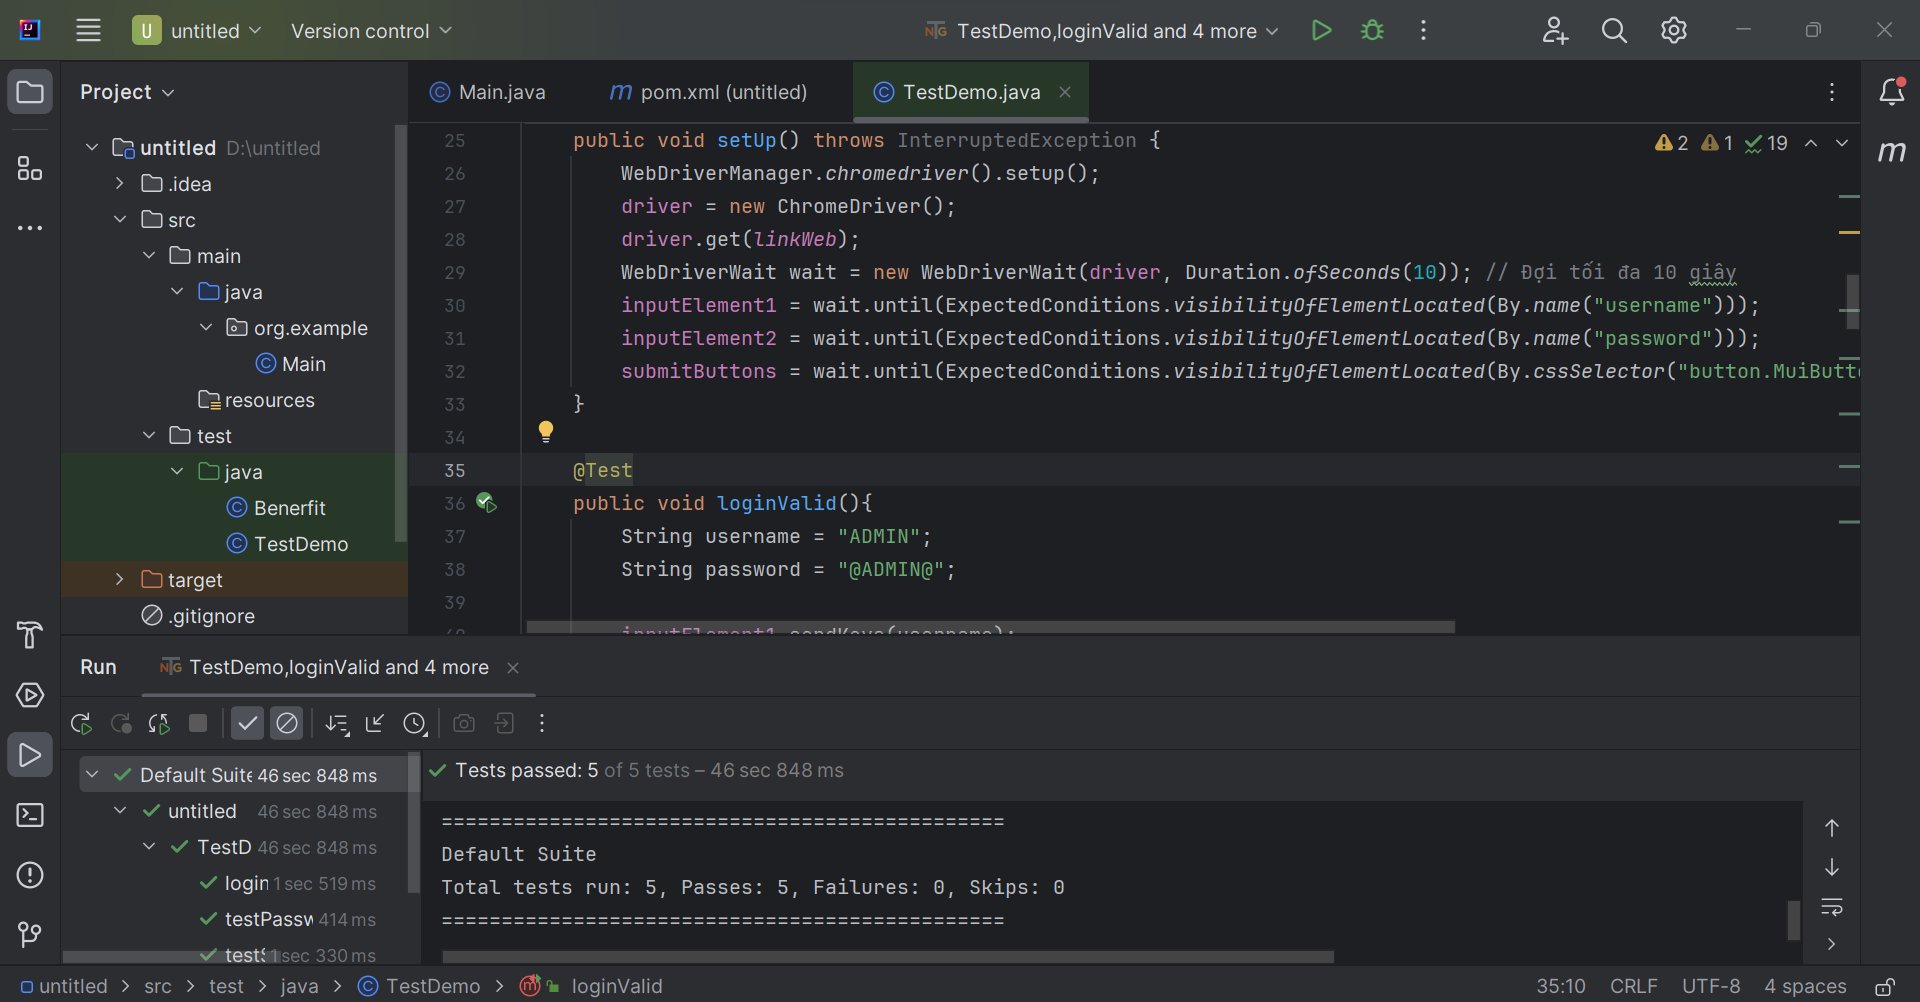 U untitled Version control TestDemo,loginValid and 4 more
Project
Main.java pom.xml (untitled) TestDemo.java
untitled D:\untitled
.idea
src
main
java
org.example
Main
resources
test
java
Benerfit
TestDemo
target
.gitignore
2 1 19
25 public void setUp() throws InterruptedException {
26 WebDriverManager.chromedriver().setup();
27 driver = new ChromeDriver();
28 driver.get(linkWeb);
29 WebDriverWait wait = new WebDriverWait(driver, Duration.ofSeconds(10)); // Đợi tối đa 10 giây
30 inputElement1 = wait.until(ExpectedConditions.visibilityOfElementLocated(By.name("username")));
31 inputElement2 = wait.until(ExpectedConditions.visibilityOfElementLocated(By.name("password")));
32 submitButtons = wait.until(ExpectedConditions.visibilityOfElementLocated(By.cssSelector("button.MuiButto
33 }
34
35 @Test
36 public void loginValid(){
37 String username = "ADMIN";
38 String password = "@ADMIN@";
39
40 inputElement1.sendKeys(username);
Run TestDemo,loginValid and 4 more
Default Suite 46 sec 848 ms
untitled 46 sec 848 ms
TestD 46 sec 848 ms
login 1 sec 519 ms
testPassw 414 ms
testS 1 sec 330 ms
Tests passed: 5 of 5 tests – 46 sec 848 ms
===============================================
Default Suite
Total tests run: 5, Passes: 5, Failures: 0, Skips: 0
===============================================
untitled > src > test > java > TestDemo > loginValid
35:10 CRLF UTF-8 4 spaces